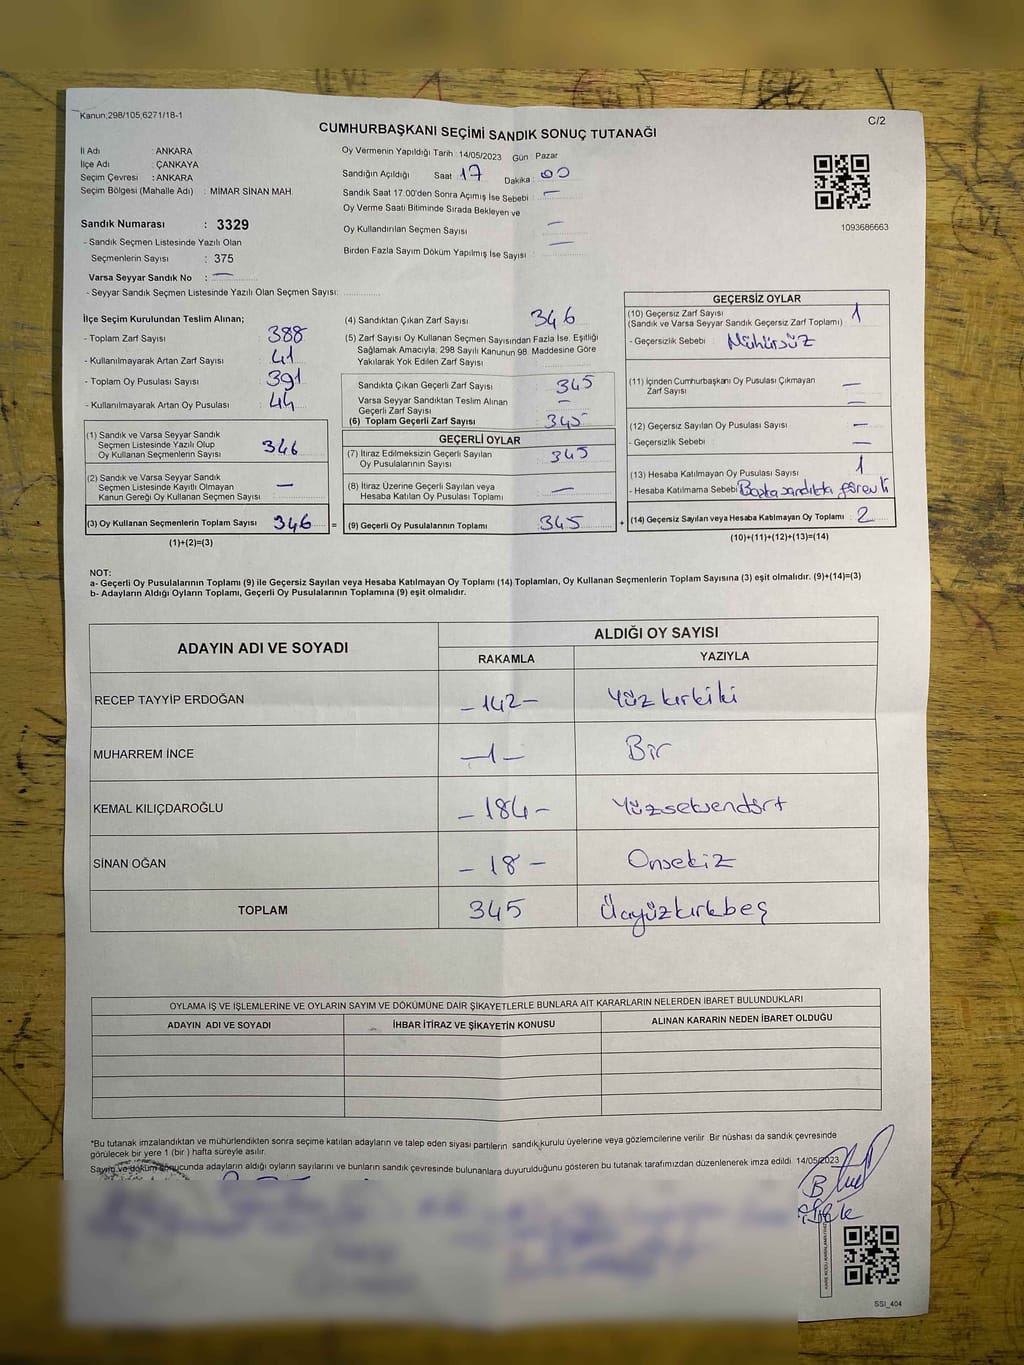 Kanun;298/105,6271/18-1
C/2
CUMHURBAŞKANI SEÇİMİ SANDIK SONUÇ TUTANAĞI
İl Adı : ANKARA
İlçe Adı : ÇANKAYA
Seçim Çevresi : ANKARA
Seçim Bölgesi (Mahalle Adı) : MİMAR SİNAN MAH.
Sandık Numarası : 3329
- Sandık Seçmen Listesinde Yazılı Olan
Seçmenlerin Sayısı : 375
Varsa Seyyar Sandık No : —
- Seyyar Sandık Seçmen Listesinde Yazılı Olan Seçmen Sayısı:
Oy Vermenin Yapıldığı Tarih : 14/05/2023 Gün Pazar
Sandığın Açıldığı Saat : 17 Dakika : 00
Sandık Saat 17:00'den Sonra Açımış İse Sebebi : —
Oy Verme Saati Bitiminde Sırada Bekleyen ve
Oy Kullandırılan Seçmen Sayısı —
Birden Fazla Sayım Döküm Yapılmış İse Sayısı : —
1093686663
İlçe Seçim Kurulundan Teslim Alınan;
- Toplam Zarf Sayısı : 388
- Kullanılmayarak Artan Zarf Sayısı : 41
- Toplam Oy Pusulası Sayısı : 391
- Kullanılmayarak Artan Oy Pusulası : 44
(1) Sandık ve Varsa Seyyar Sandık
Seçmen Listesinde Yazılı Olup
Oy Kullanan Seçmenlerin Sayısı 346
(2) Sandık ve Varsa Seyyar Sandık
Seçmen Listesinde Kayıtlı Olmayan
Kanun Gereği Oy Kullanan Seçmen Sayısı —
(3) Oy Kullanan Seçmenlerin Toplam Sayısı 346 =
(1)+(2)=(3)
(4) Sandıktan Çıkan Zarf Sayısı 346
(5) Zarf Sayısı Oy Kullanan Seçmen Sayısından Fazla İse, Eşitliği
Sağlamak Amacıyla, 298 Sayılı Kanunun 98. Maddesine Göre
Yakılarak Yok Edilen Zarf Sayısı
Sandıkta Çıkan Geçerli Zarf Sayısı 345
Varsa Seyyar Sandıktan Teslim Alınan
Geçerli Zarf Sayısı —
(6) Toplam Geçerli Zarf Sayısı 345
GEÇERLİ OYLAR
(7) İtiraz Edilmeksizin Geçerli Sayılan
Oy Pusulalarının Sayısı 345
(8) İtiraz Üzerine Geçerli Sayılan veya
Hesaba Katılan Oy Pusulası Toplamı —
(9) Geçerli Oy Pusulalarının Toplamı 345 +
GEÇERSİZ OYLAR
(10) Geçersiz Zarf Sayısı
(Sandık ve Varsa Seyyar Sandık Geçersiz Zarf Toplamı) 1
- Geçersizlik Sebebi : Mühürsüz
(11) İçinden Cumhurbaşkanı Oy Pusulası Çıkmayan
Zarf Sayısı —
(12) Geçersiz Sayılan Oy Pusulası Sayısı —
- Geçersizlik Sebebi —
(13) Hesaba Katılmayan Oy Pusulası Sayısı 1
- Hesaba Katılmama Sebebi Başka sandıkta görevli
(14) Geçersiz Sayılan veya Hesaba Katılmayan Oy Toplamı : 2
(10)+(11)+(12)+(13)=(14)
NOT:
a- Geçerli Oy Pusulalarının Toplamı (9) ile Geçersiz Sayılan veya Hesaba Katılmayan Oy Toplamı (14) Toplamları, Oy Kullanan Seçmenlerin Toplam Sayısına (3) eşit olmalıdır. (9)+(14)=(3)
b- Adayların Aldığı Oyların Toplamı, Geçerli Oy Pusulalarının Toplamına (9) eşit olmalıdır.
ADAYIN ADI VE SOYADI
ALDIĞI OY SAYISI
RAKAMLA YAZIYLA
RECEP TAYYİP ERDOĞAN – 142 – Yüz kırkiki
MUHARREM İNCE – 1 – Bir
KEMAL KILIÇDAROĞLU – 184 – Yüzseksendört
SİNAN OĞAN – 18 – Onsekiz
TOPLAM 345 Üçyüzkırkbeş
OYLAMA İŞ VE İŞLEMLERİNE VE OYLARIN SAYIM VE DÖKÜMÜNE DAİR ŞİKAYETLERLE BUNLARA AİT KARARLARIN NELERDEN İBARET BULUNDUKLARI
ADAYIN ADI VE SOYADI İHBAR İTİRAZ VE ŞİKAYETİN KONUSU ALINAN KARARIN NEDEN İBARET OLDUĞU
*Bu tutanak imzalandıktan ve mühürlendikten sonra seçime katılan adayların ve talep eden siyasi partilerin sandık kurulu üyelerine veya gözlemcilerine verilir. Bir nüshası da sandık çevresinde
görülecek bir yere 1 (bir ) hafta süreyle asılır.
Sayım ve döküm sonucunda adayların aldığı oyların sayılarını ve bunların sandık çevresinde bulunanlara duyurulduğunu gösteren bu tutanak tarafımızdan düzenlenerek imza edildi. 14/05/2023
SSI_404